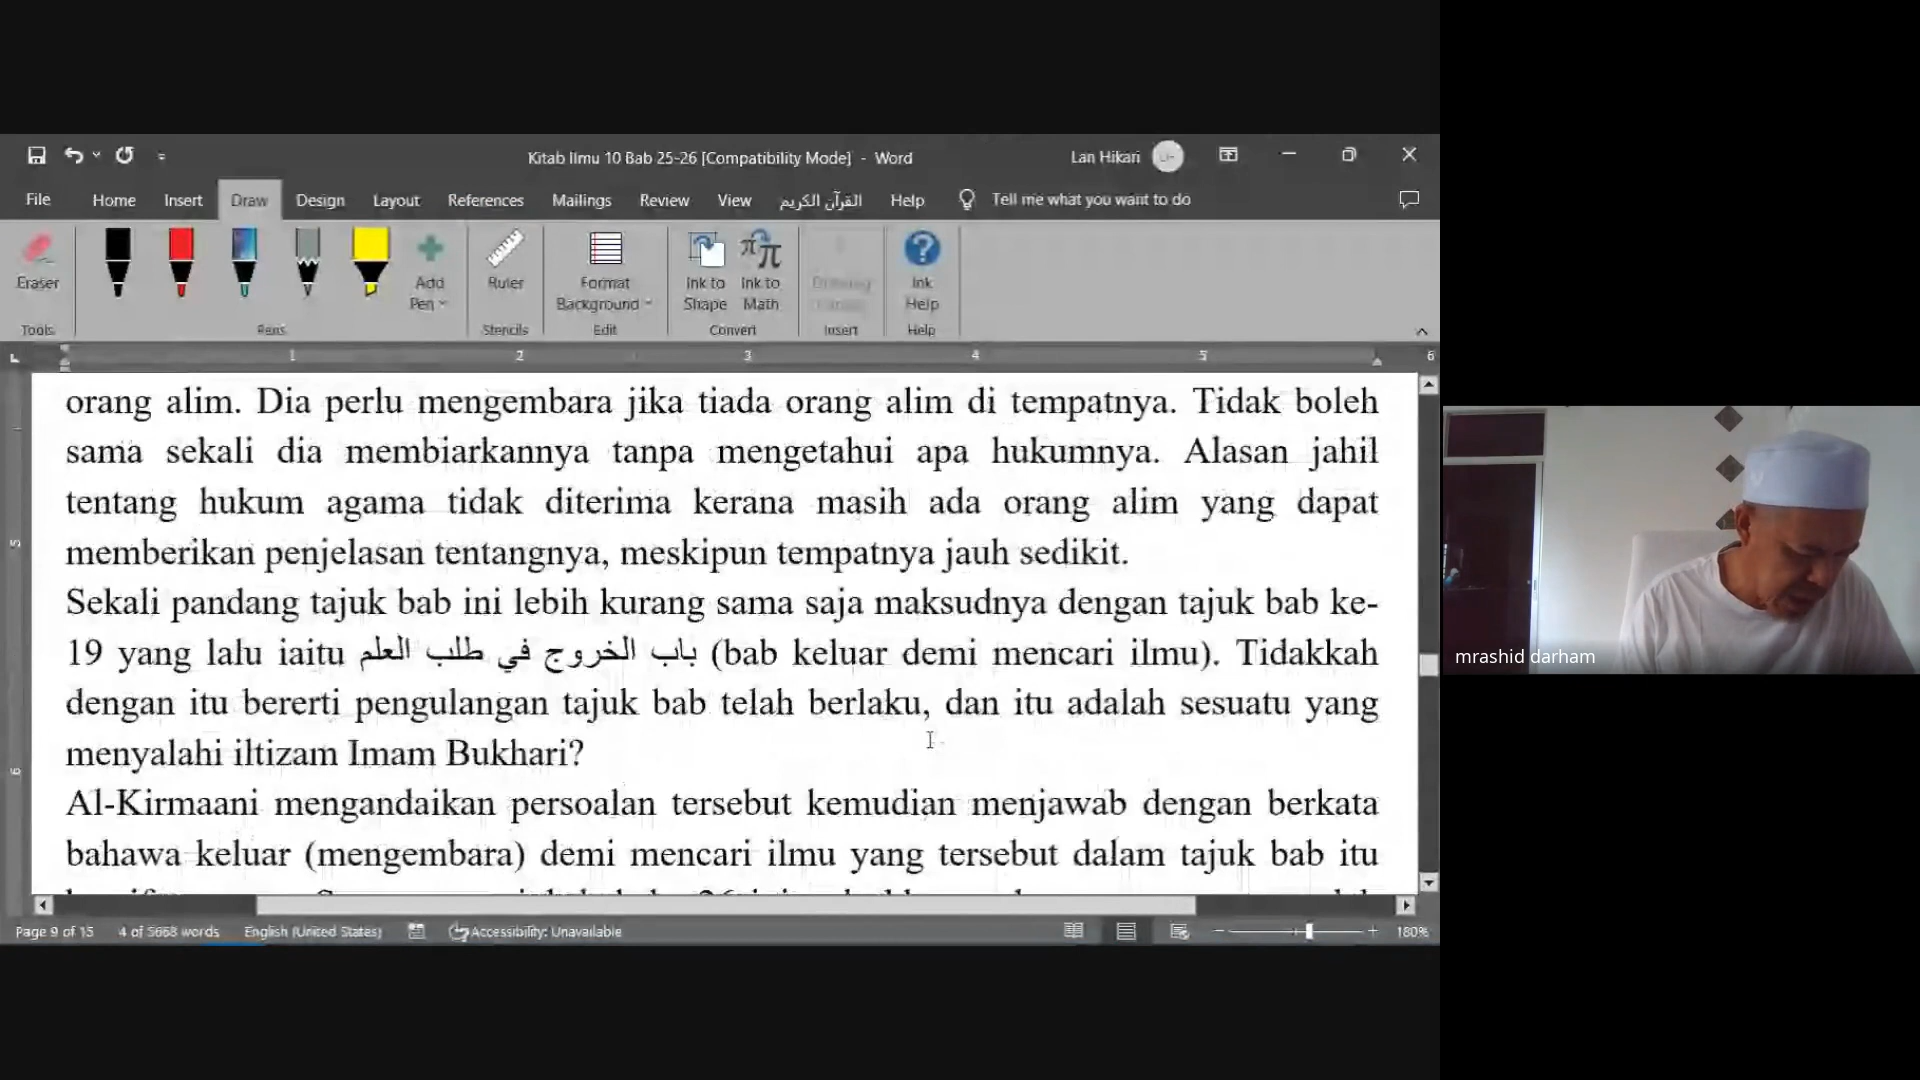 Kitab Ilmu 10 Bab 25-26 [Compatibility Mode] - Word
Lan Hikari
File Home Insert Draw Design Layout References Mailings Review View القرآن الكريم Help Tell me what you want to do
Eraser
Add Pen
Ruler
Format Background
Ink to Shape
Ink to Math
Ink Help
Tools
Pens
Stencils
Edit
Convert
Insert
Help
1 2 3 4 5 6
orang alim. Dia perlu mengembara jika tiada orang alim di tempatnya. Tidak boleh
sama sekali dia membiarkannya tanpa mengetahui apa hukumnya. Alasan jahil
tentang hukum agama tidak diterima kerana masih ada orang alim yang dapat
memberikan penjelasan tentangnya, meskipun tempatnya jauh sedikit.
Sekali pandang tajuk bab ini lebih kurang sama saja maksudnya dengan tajuk bab ke-
19 yang lalu iaitu باب الخروج في طلب العلم (bab keluar demi mencari ilmu). Tidakkah
dengan itu bererti pengulangan tajuk bab telah berlaku, dan itu adalah sesuatu yang
menyalahi iltizam Imam Bukhari?
Al-Kirmaani mengandaikan persoalan tersebut kemudian menjawab dengan berkata
bahawa keluar (mengembara) demi mencari ilmu yang tersebut dalam tajuk bab itu
5
6
Page 9 of 15 4 of 5668 words English (United States) Accessibility: Unavailable 180%
mrashid darham